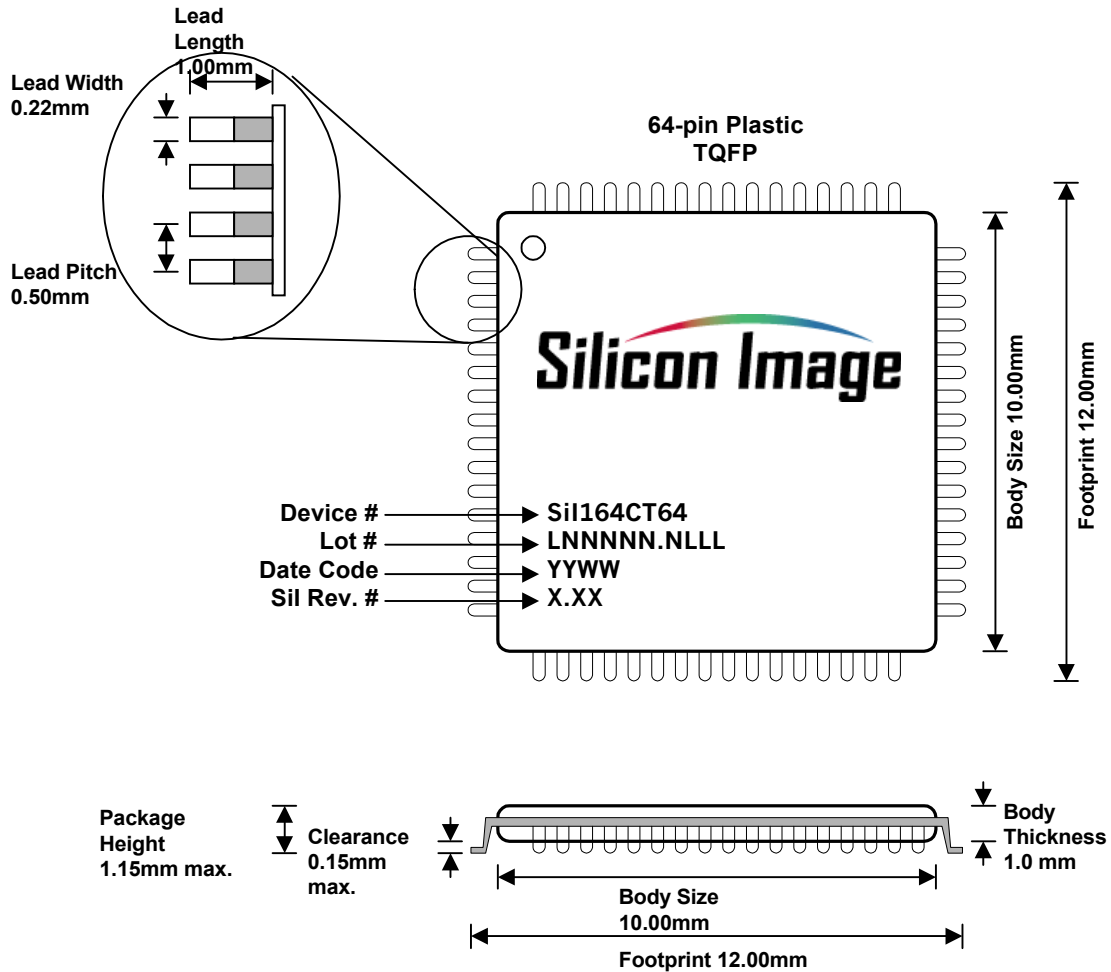 Lead
Length
1.00mm
Lead Width
0.22mm
Lead Pitch
0.50mm
64-pin Plastic
TQFP
Silicon Image
Device #
SiI164CT64
Lot #
LNNNNN.NLLL
Date Code
YYWW
SiI Rev. #
X.XX
Body Size 10.00mm
Footprint 12.00mm
Package
Height
1.15mm max.
Clearance
0.15mm
max.
Body
Thickness
1.0 mm
Body Size
10.00mm
Footprint 12.00mm